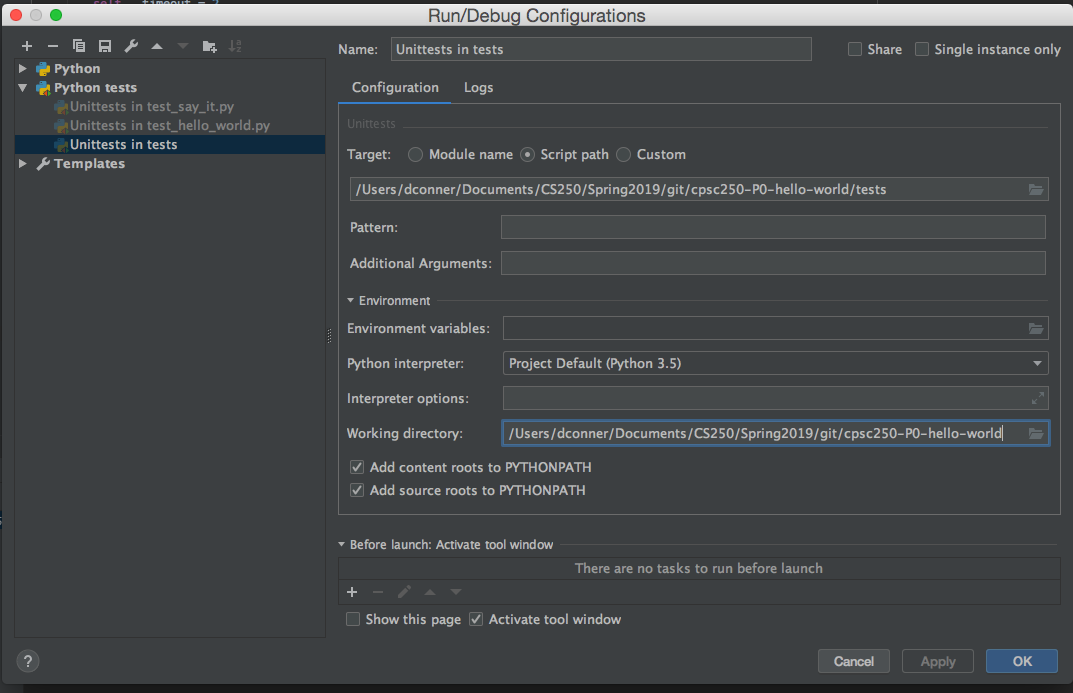 self._timeout = 2
Run/Debug Configurations
Name: Unittests in tests Share Single instance only
Python
Python tests
Unittests in test_say_it.py
Unittests in test_hello_world.py
Unittests in tests
Templates
Configuration Logs
Unittests
Target: Module name Script path Custom
/Users/dconner/Documents/CS250/Spring2019/git/cpsc250-P0-hello-world/tests
Pattern:
Additional Arguments:
Environment
Environment variables:
Python interpreter: Project Default (Python 3.5)
Interpreter options:
Working directory: /Users/dconner/Documents/CS250/Spring2019/git/cpsc250-P0-hello-world
Add content roots to PYTHONPATH
Add source roots to PYTHONPATH
Before launch: Activate tool window
There are no tasks to run before launch
Show this page Activate tool window
? Cancel Apply OK